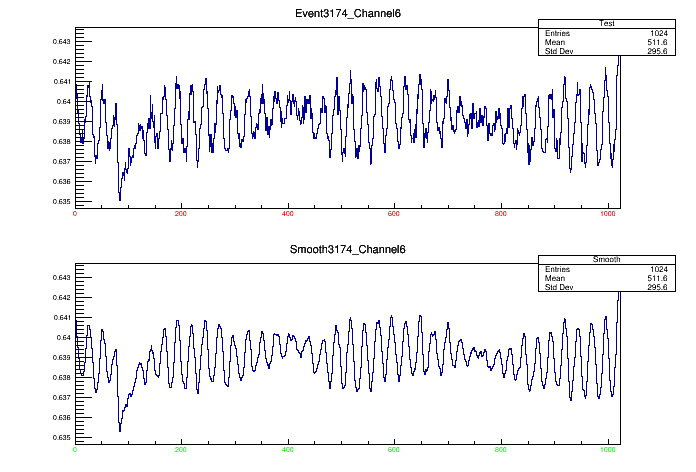 Event3174_Channel6
Test
Entries 1024
Mean 511.6
Std Dev 295.6
0.643
0.642
0.641
0.64
0.639
0.638
0.637
0.636
0.635
0 200 400 600 800 1000
Smooth3174_Channel6
Smooth
Entries 1024
Mean 511.6
Std Dev 295.6
0.643
0.642
0.641
0.64
0.639
0.638
0.637
0.636
0.635
0 200 400 600 800 1000